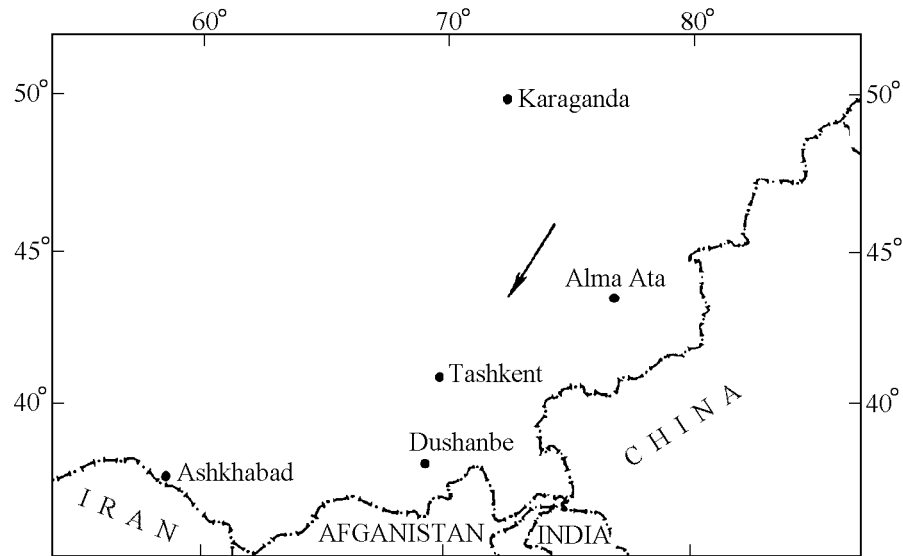 60° 70° 80°
50° Karaganda 50°
45° 45°
Alma Ata
Tashkent
40° 40°
CHINA
Dushanbe
Ashkhabad
IRAN
AFGANISTAN INDIA